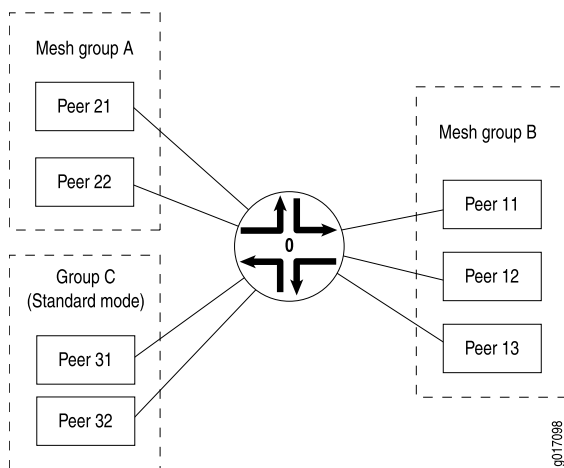 Mesh group A
Peer 21
Peer 22
Group C
(Standard mode)
Peer 31
Peer 32
0
Mesh group B
Peer 11
Peer 12
Peer 13
g017098